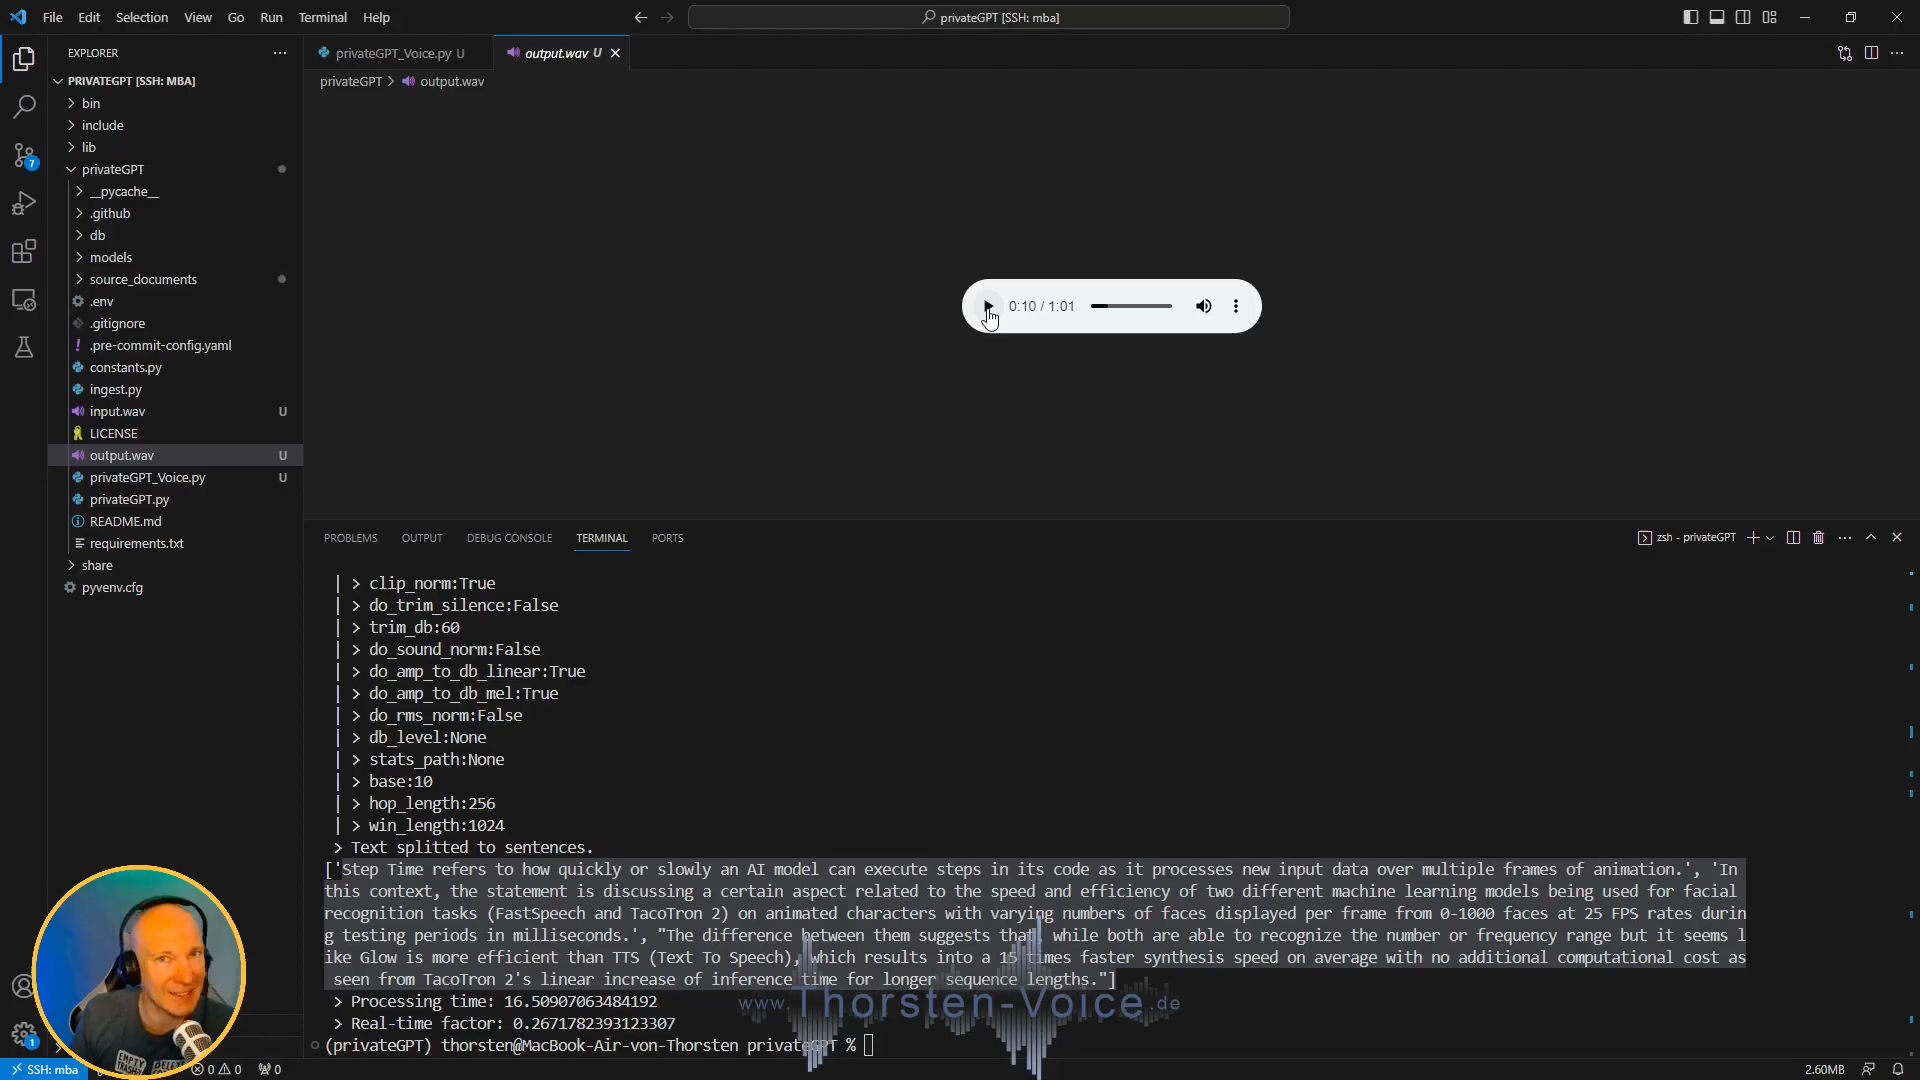 File Edit Selection View Go Run Terminal Help
privateGPT [SSH: mba]
EXPLORER
privateGPT_Voice.py U
output.wav U
PRIVATEGPT [SSH: MBA]
privateGPT > output.wav
bin
include
lib
privateGPT
__pycache__
.github
db
models
source_documents
.env
.gitignore
! .pre-commit-config.yaml
constants.py
ingest.py
input.wav U
LICENSE
output.wav U
privateGPT_Voice.py U
privateGPT.py
README.md
requirements.txt
share
pyvenv.cfg
7
1
0:10 / 1:01
PROBLEMS OUTPUT DEBUG CONSOLE TERMINAL PORTS
zsh - privateGPT
| > clip_norm:True
| > do_trim_silence:False
| > trim_db:60
| > do_sound_norm:False
| > do_amp_to_db_linear:True
| > do_amp_to_db_mel:True
| > do_rms_norm:False
| > db_level:None
| > stats_path:None
| > base:10
| > hop_length:256
| > win_length:1024
> Text splitted to sentences.
['Step Time refers to how quickly or slowly an AI model can execute steps in its code as it processes new input data over multiple frames of animation.', 'In
this context, the statement is discussing a certain aspect related to the speed and efficiency of two different machine learning models being used for facial
recognition tasks (FastSpeech and TacoTron 2) on animated characters with varying numbers of faces displayed per frame from 0-1000 faces at 25 FPS rates durin
g testing periods in milliseconds.', "The difference between them suggests that, while both are able to recognize the number or frequency range but it seems l
ike Glow is more efficient than TTS (Text To Speech), which results into a 15 times faster synthesis speed on average with no additional computational cost as
seen from TacoTron 2's linear increase of inference time for longer sequence lengths."]
> Processing time: 16.50907063484192
> Real-time factor: 0.2671782393123307
(privateGPT) thorsten@MacBook-Air-von-Thorsten privateGPT %
www.Thorsten-Voice.de
SSH: mba
0 0
0
2.60MB